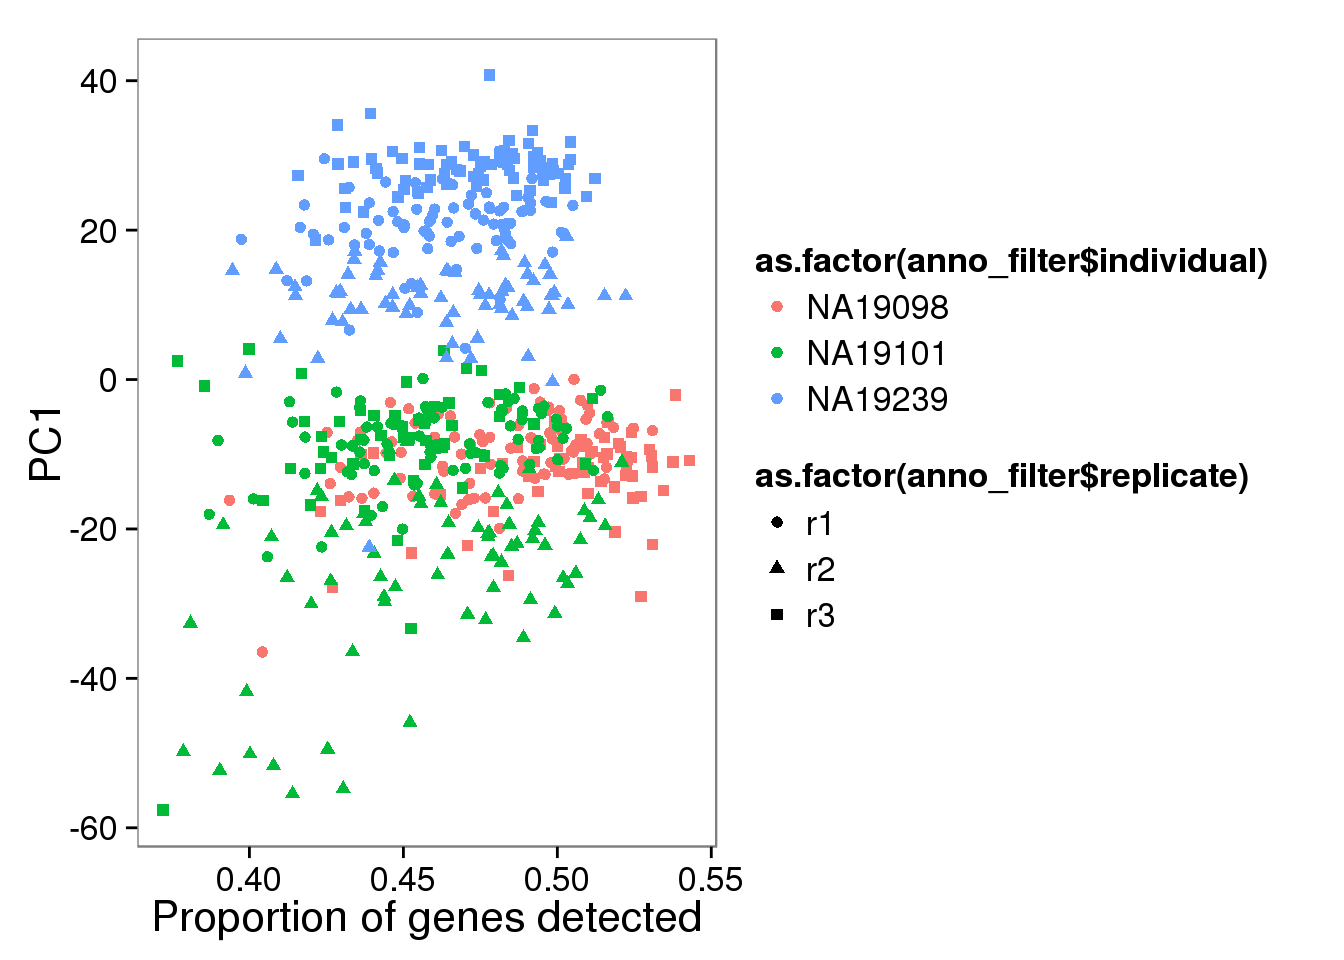 40
20
0
-20
-40
-60
PC1
0.40 0.45 0.50 0.55
Proportion of genes detected
as.factor(anno_filter$individual)
NA19098
NA19101
NA19239
as.factor(anno_filter$replicate)
r1
r2
r3